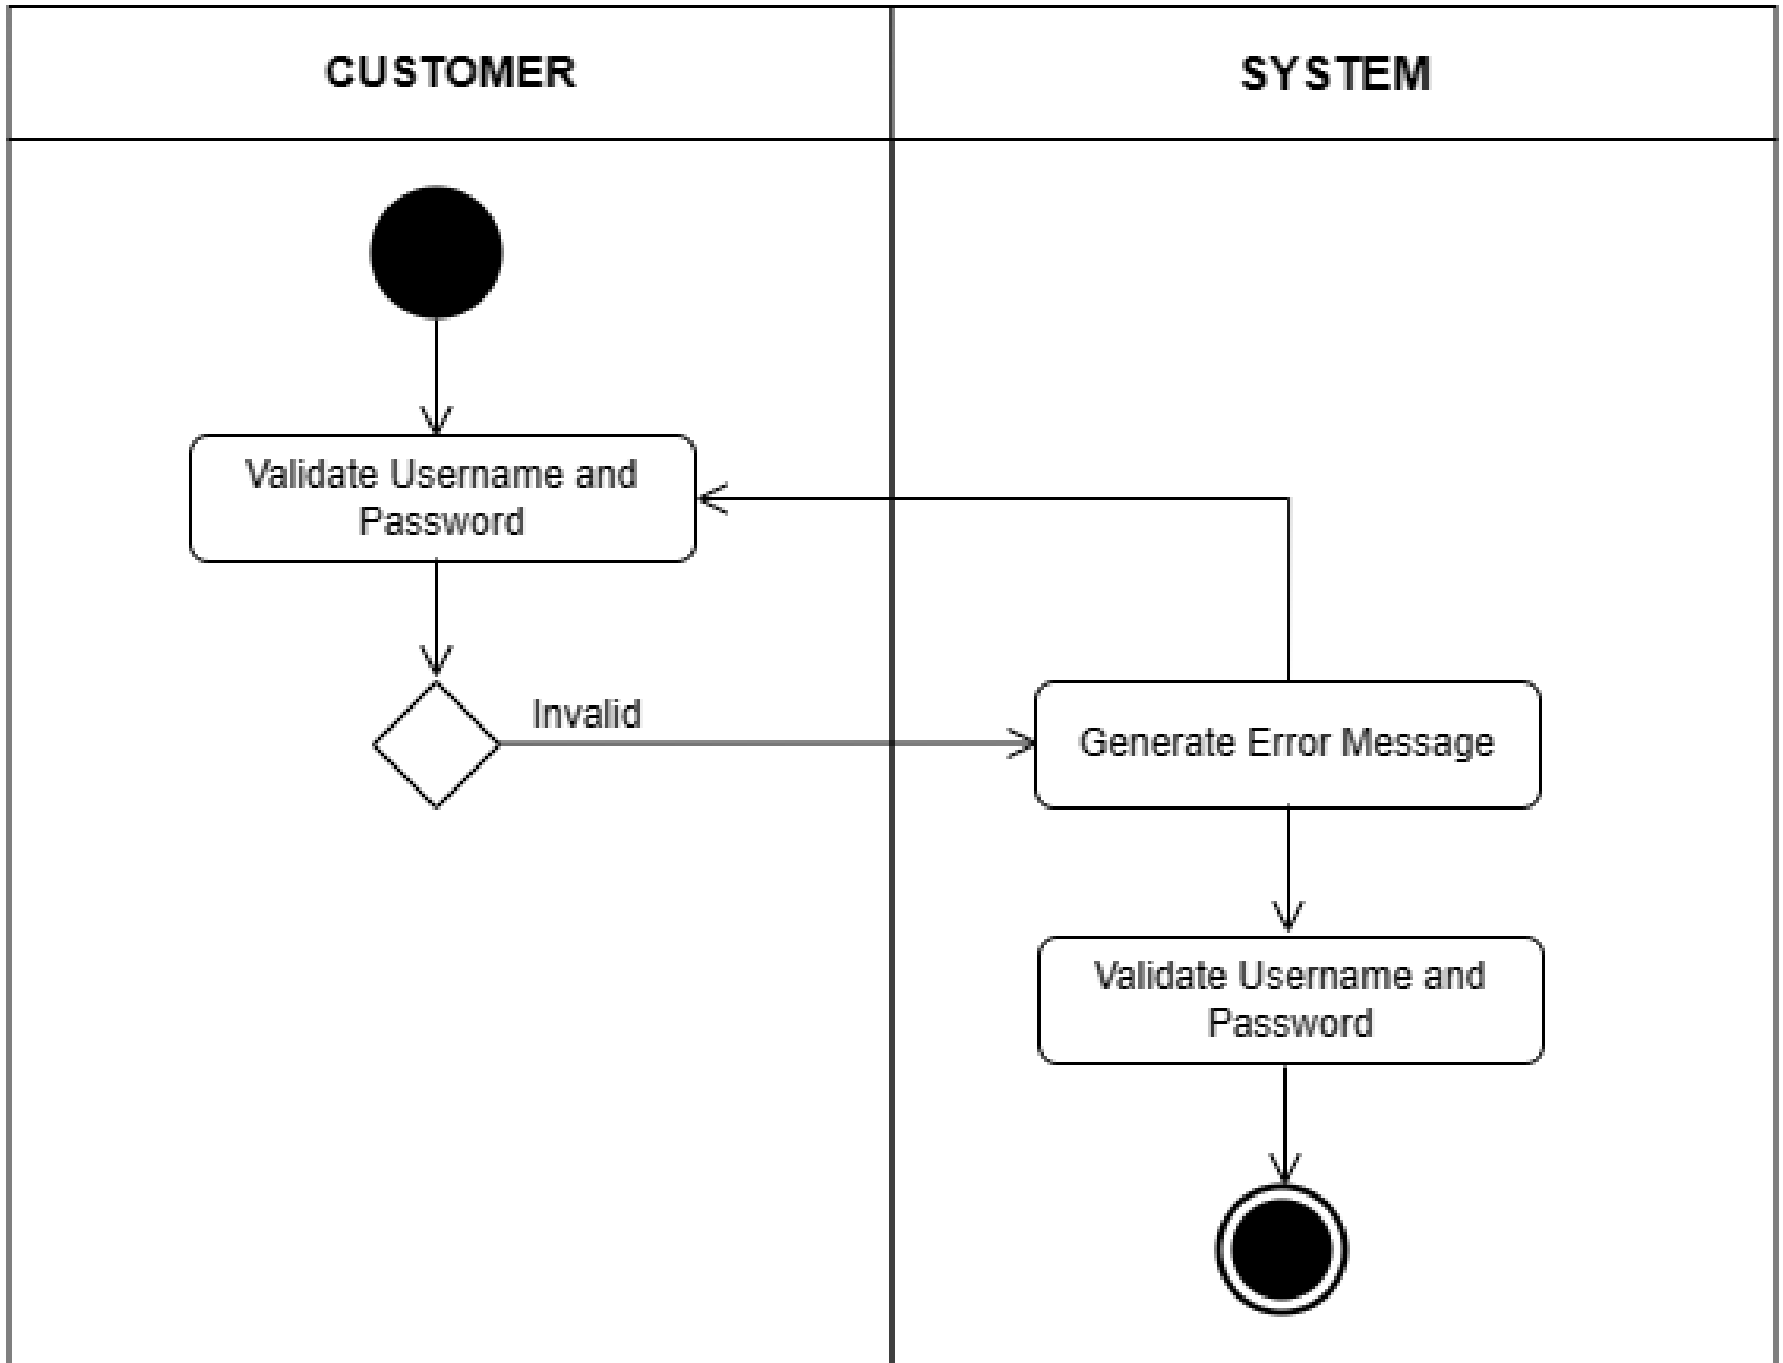 CUSTOMER
SYSTEM
Validate Username and
Password
Invalid
Generate Error Message
Validate Username and
Password